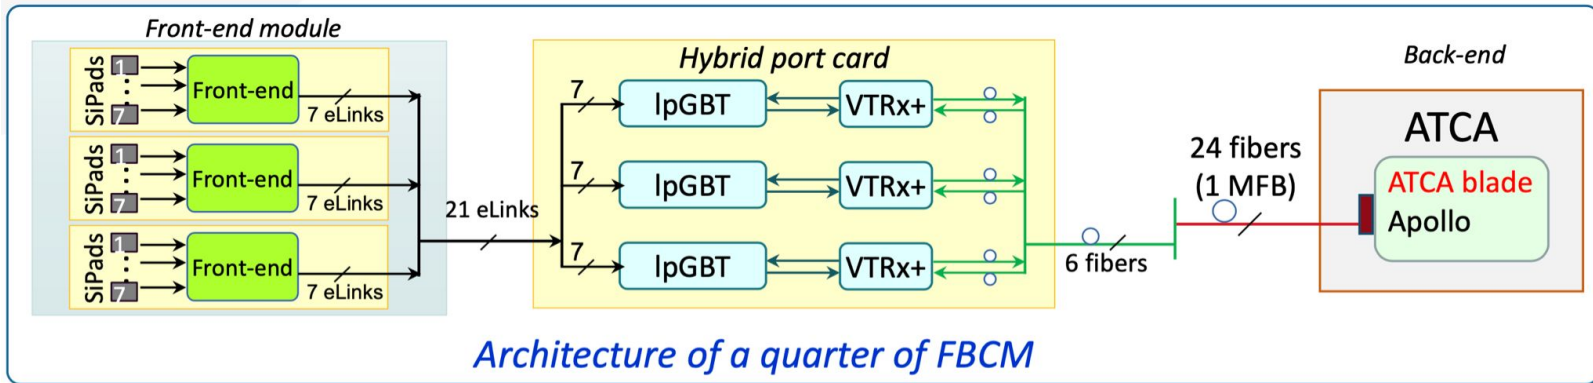 Front-end module
SiPads
1
7
Front-end
7 eLinks
SiPads
1
7
Front-end
7 eLinks
SiPads
1
7
Front-end
7 eLinks
21 eLinks
Hybrid port card
7
lpGBT
VTRx+
7
lpGBT
VTRx+
7
lpGBT
VTRx+
6 fibers
24 fibers
(1 MFB)
Back-end
ATCA
ATCA blade
Apollo
Architecture of a quarter of FBCM